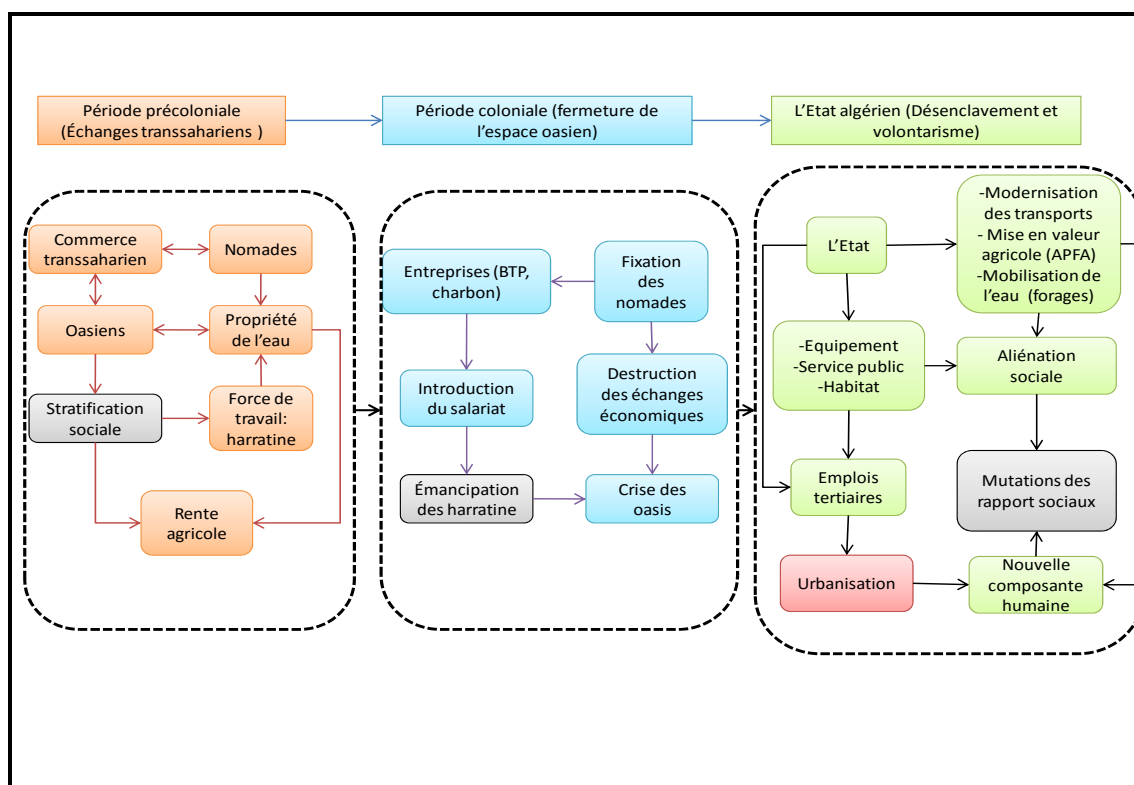 Période précoloniale
(Échanges transsahariens )
Période coloniale (fermeture de
l'espace oasien)
L'Etat algérien (Désenclavement et
volontarisme)
Commerce
transsaharien
Nomades
Oasiens
Propriété
de l'eau
Stratification
sociale
Force de
travail:
harratine
Rente
agricole
Entreprises (BTP,
charbon)
Fixation
des
nomades
Introduction
du salariat
Destruction
des échanges
économiques
Émancipation
des harratine
Crise des
oasis
L'Etat
-Modernisation
des transports
- Mise en valeur
agricole (APFA)
-Mobilisation de
l'eau  (forages)
-Equipement
-Service public
-Habitat
Aliénation
sociale
Emplois
tertiaires
Mutations des
rapport sociaux
Urbanisation
Nouvelle
composante
humaine